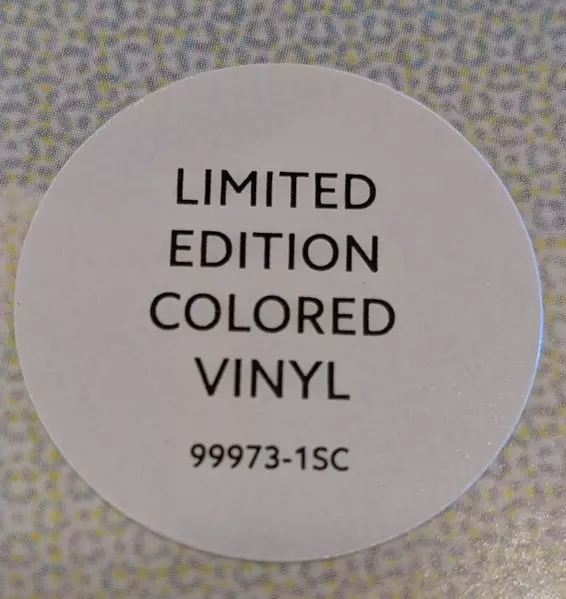 LIMITED
EDITION
COLORED
VINYL
99973-1SC